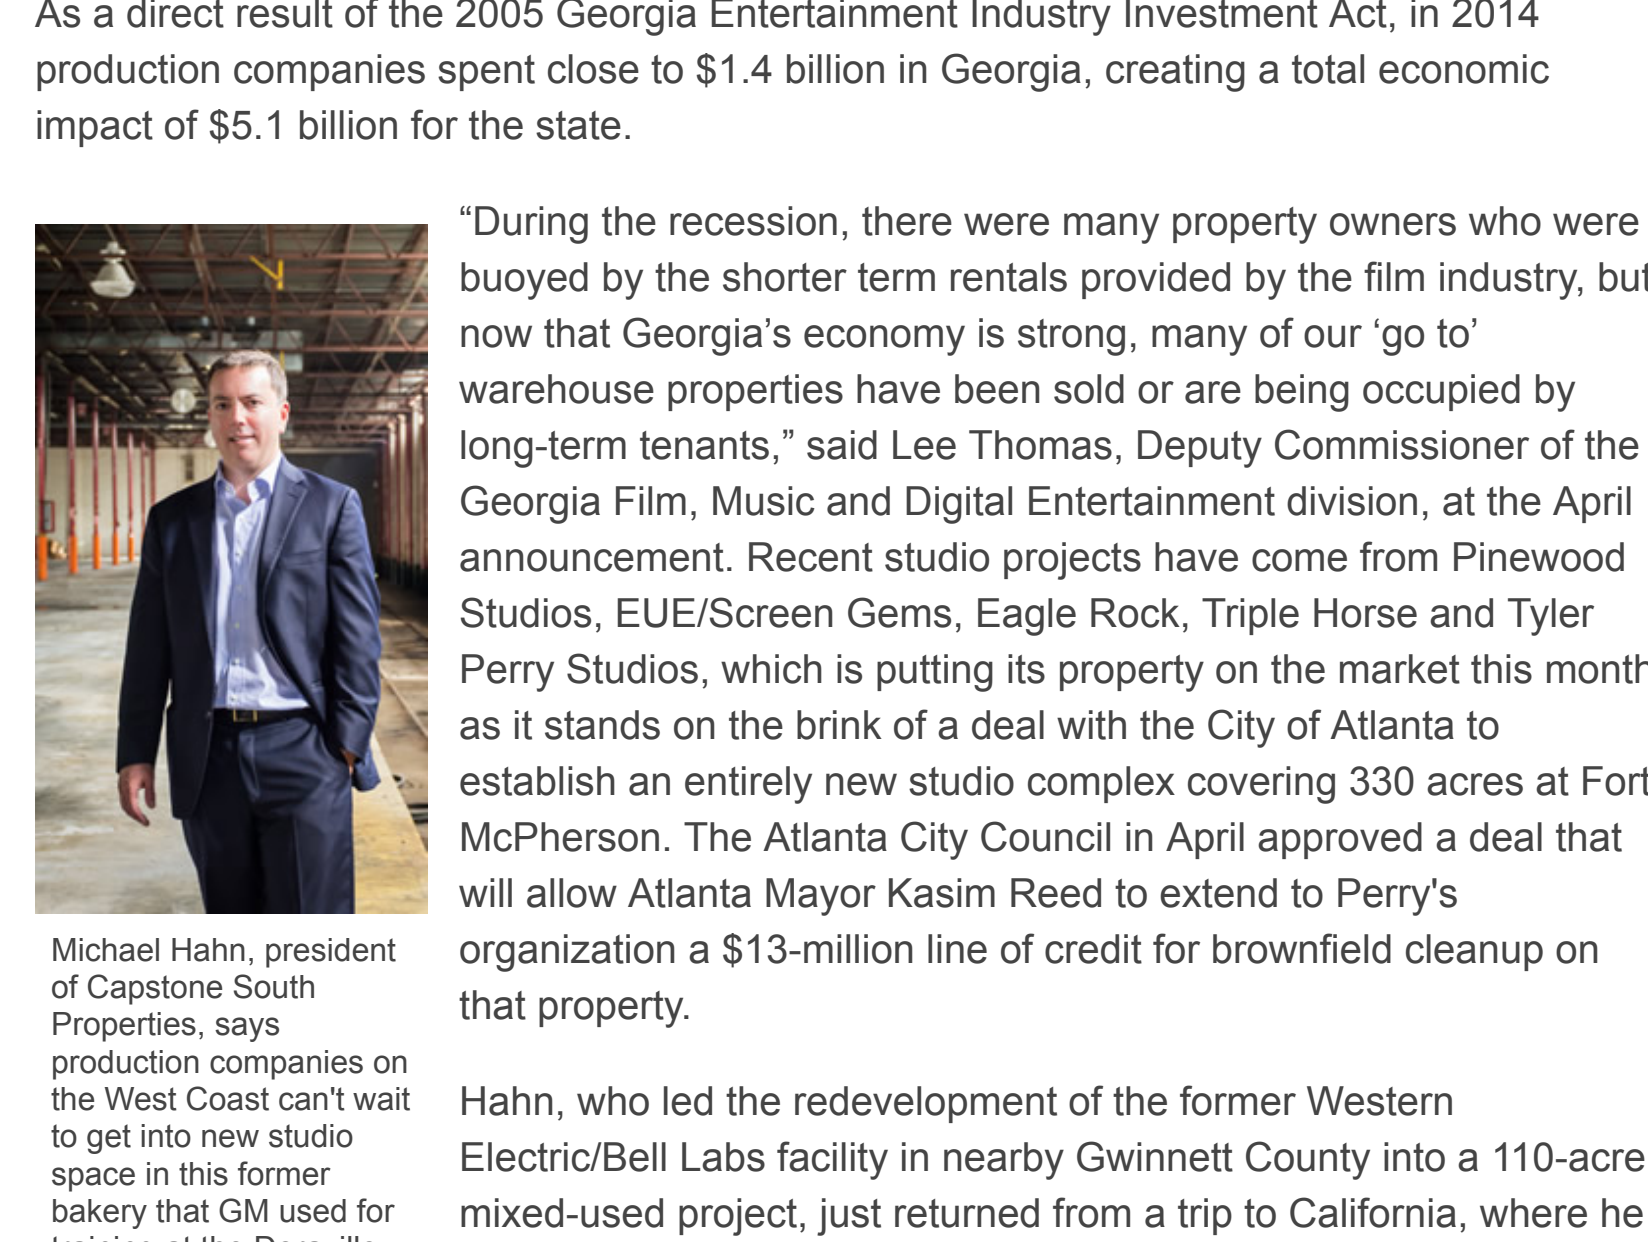 As a direct result of the 2005 Georgia Entertainment Industry Investment Act, in 2014
production companies spent close to $1.4 billion in Georgia, creating a total economic
impact of $5.1 billion for the state.
“During the recession, there were many property owners who were
buoyed by the shorter term rentals provided by the film industry, but
now that Georgia’s economy is strong, many of our ‘go to’
warehouse properties have been sold or are being occupied by
long-term tenants,” said Lee Thomas, Deputy Commissioner of the
Georgia Film, Music and Digital Entertainment division, at the April
announcement. Recent studio projects have come from Pinewood
Studios, EUE/Screen Gems, Eagle Rock, Triple Horse and Tyler
Perry Studios, which is putting its property on the market this month
as it stands on the brink of a deal with the City of Atlanta to
establish an entirely new studio complex covering 330 acres at Fort
McPherson. The Atlanta City Council in April approved a deal that
will allow Atlanta Mayor Kasim Reed to extend to Perry's
organization a $13-million line of credit for brownfield cleanup on
that property.
Hahn, who led the redevelopment of the former Western
Electric/Bell Labs facility in nearby Gwinnett County into a 110-acre
mixed-used project, just returned from a trip to California, where he
Michael Hahn, president
of Capstone South
Properties, says
production companies on
the West Coast can't wait
to get into new studio
space in this former
bakery that GM used for
training at the Doraville